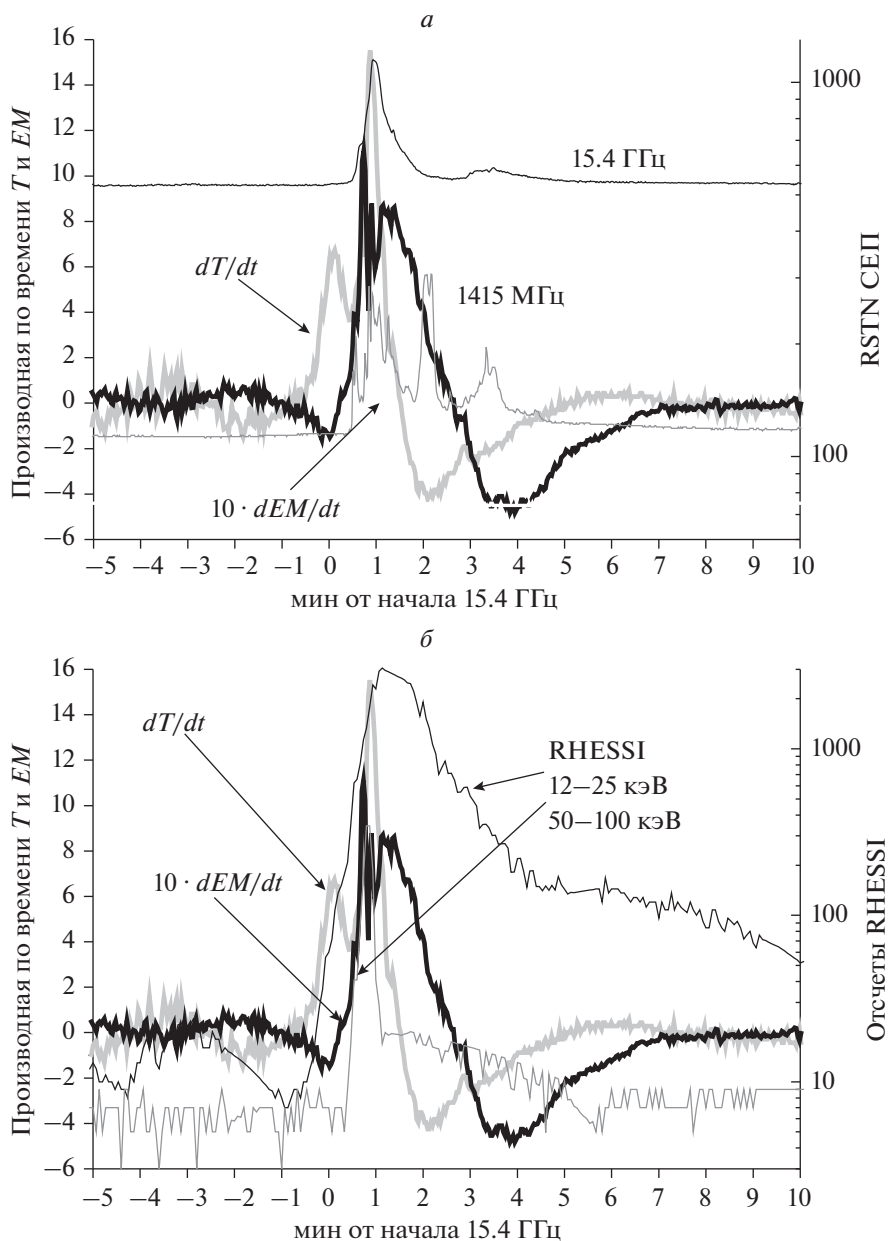 а
16
14
12
10
8
6
4
2
0
−2
−4
−6
Производная по времени T и EM
1000
100
RSTN СЕП
15.4 ГГц
dT/dt
1415 МГц
10 · dEM/dt
−5 −4 −3 −2 −1 0 1 2 3 4 5 6 7 8 9 10
мин от начала 15.4 ГГц
б
16
14
12
10
8
6
4
2
0
−2
−4
−6
Производная по времени T и EM
1000
100
10
Отсчеты RHESSI
dT/dt
RHESSI
12–25 кэВ
50–100 кэВ
10 · dEM/dt
−5 −4 −3 −2 −1 0 1 2 3 4 5 6 7 8 9 10
мин от начала 15.4 ГГц